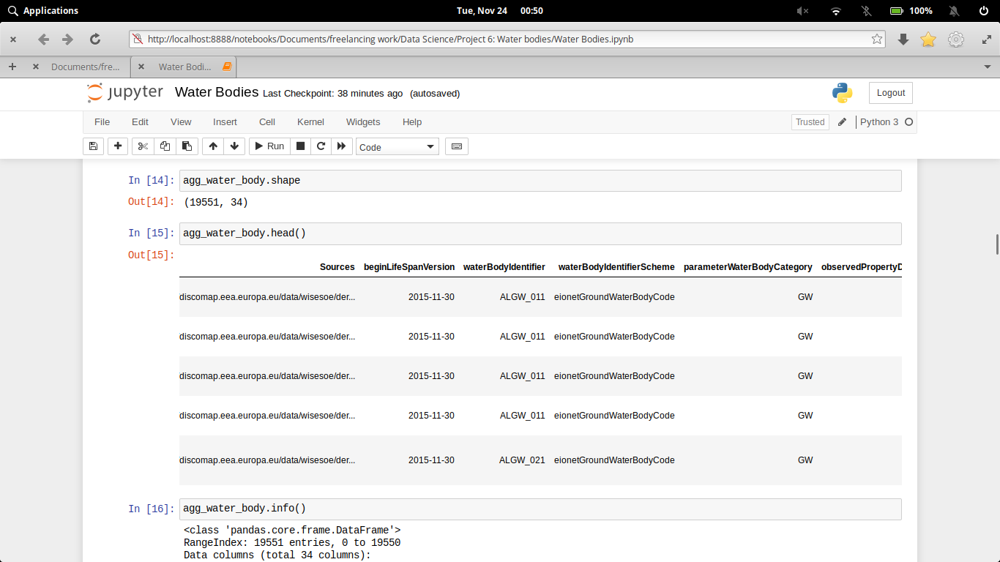 Applications
Tue, Nov 24 00:50
100%
http://localhost:8888/notebooks/Documents/freelancing work/Data Science/Project 6: Water bodies/Water Bodies.ipynb
Documents/fre...
Water Bodi...
jupyter Water Bodies Last Checkpoint: 38 minutes ago (autosaved)
Logout
File Edit View Insert Cell Kernel Widgets Help
Trusted
Python 3
Run
Code
In [14]: agg_water_body.shape
Out[14]: (19551, 34)
In [15]: agg_water_body.head()
Out[15]:
Sources beginLifeSpanVersion waterBodyIdentifier waterBodyIdentifierScheme parameterWaterBodyCategory observedPropertyD
discomap.eea.europa.eu/data/wisesoe/der... 2015-11-30 ALGW_011 eionetGroundWaterBodyCode GW
discomap.eea.europa.eu/data/wisesoe/der... 2015-11-30 ALGW_011 eionetGroundWaterBodyCode GW
discomap.eea.europa.eu/data/wisesoe/der... 2015-11-30 ALGW_011 eionetGroundWaterBodyCode GW
discomap.eea.europa.eu/data/wisesoe/der... 2015-11-30 ALGW_011 eionetGroundWaterBodyCode GW
discomap.eea.europa.eu/data/wisesoe/der... 2015-11-30 ALGW_021 eionetGroundWaterBodyCode GW
In [16]: agg_water_body.info()
<class 'pandas.core.frame.DataFrame'>
RangeIndex: 19551 entries, 0 to 19550
Data columns (total 34 columns):